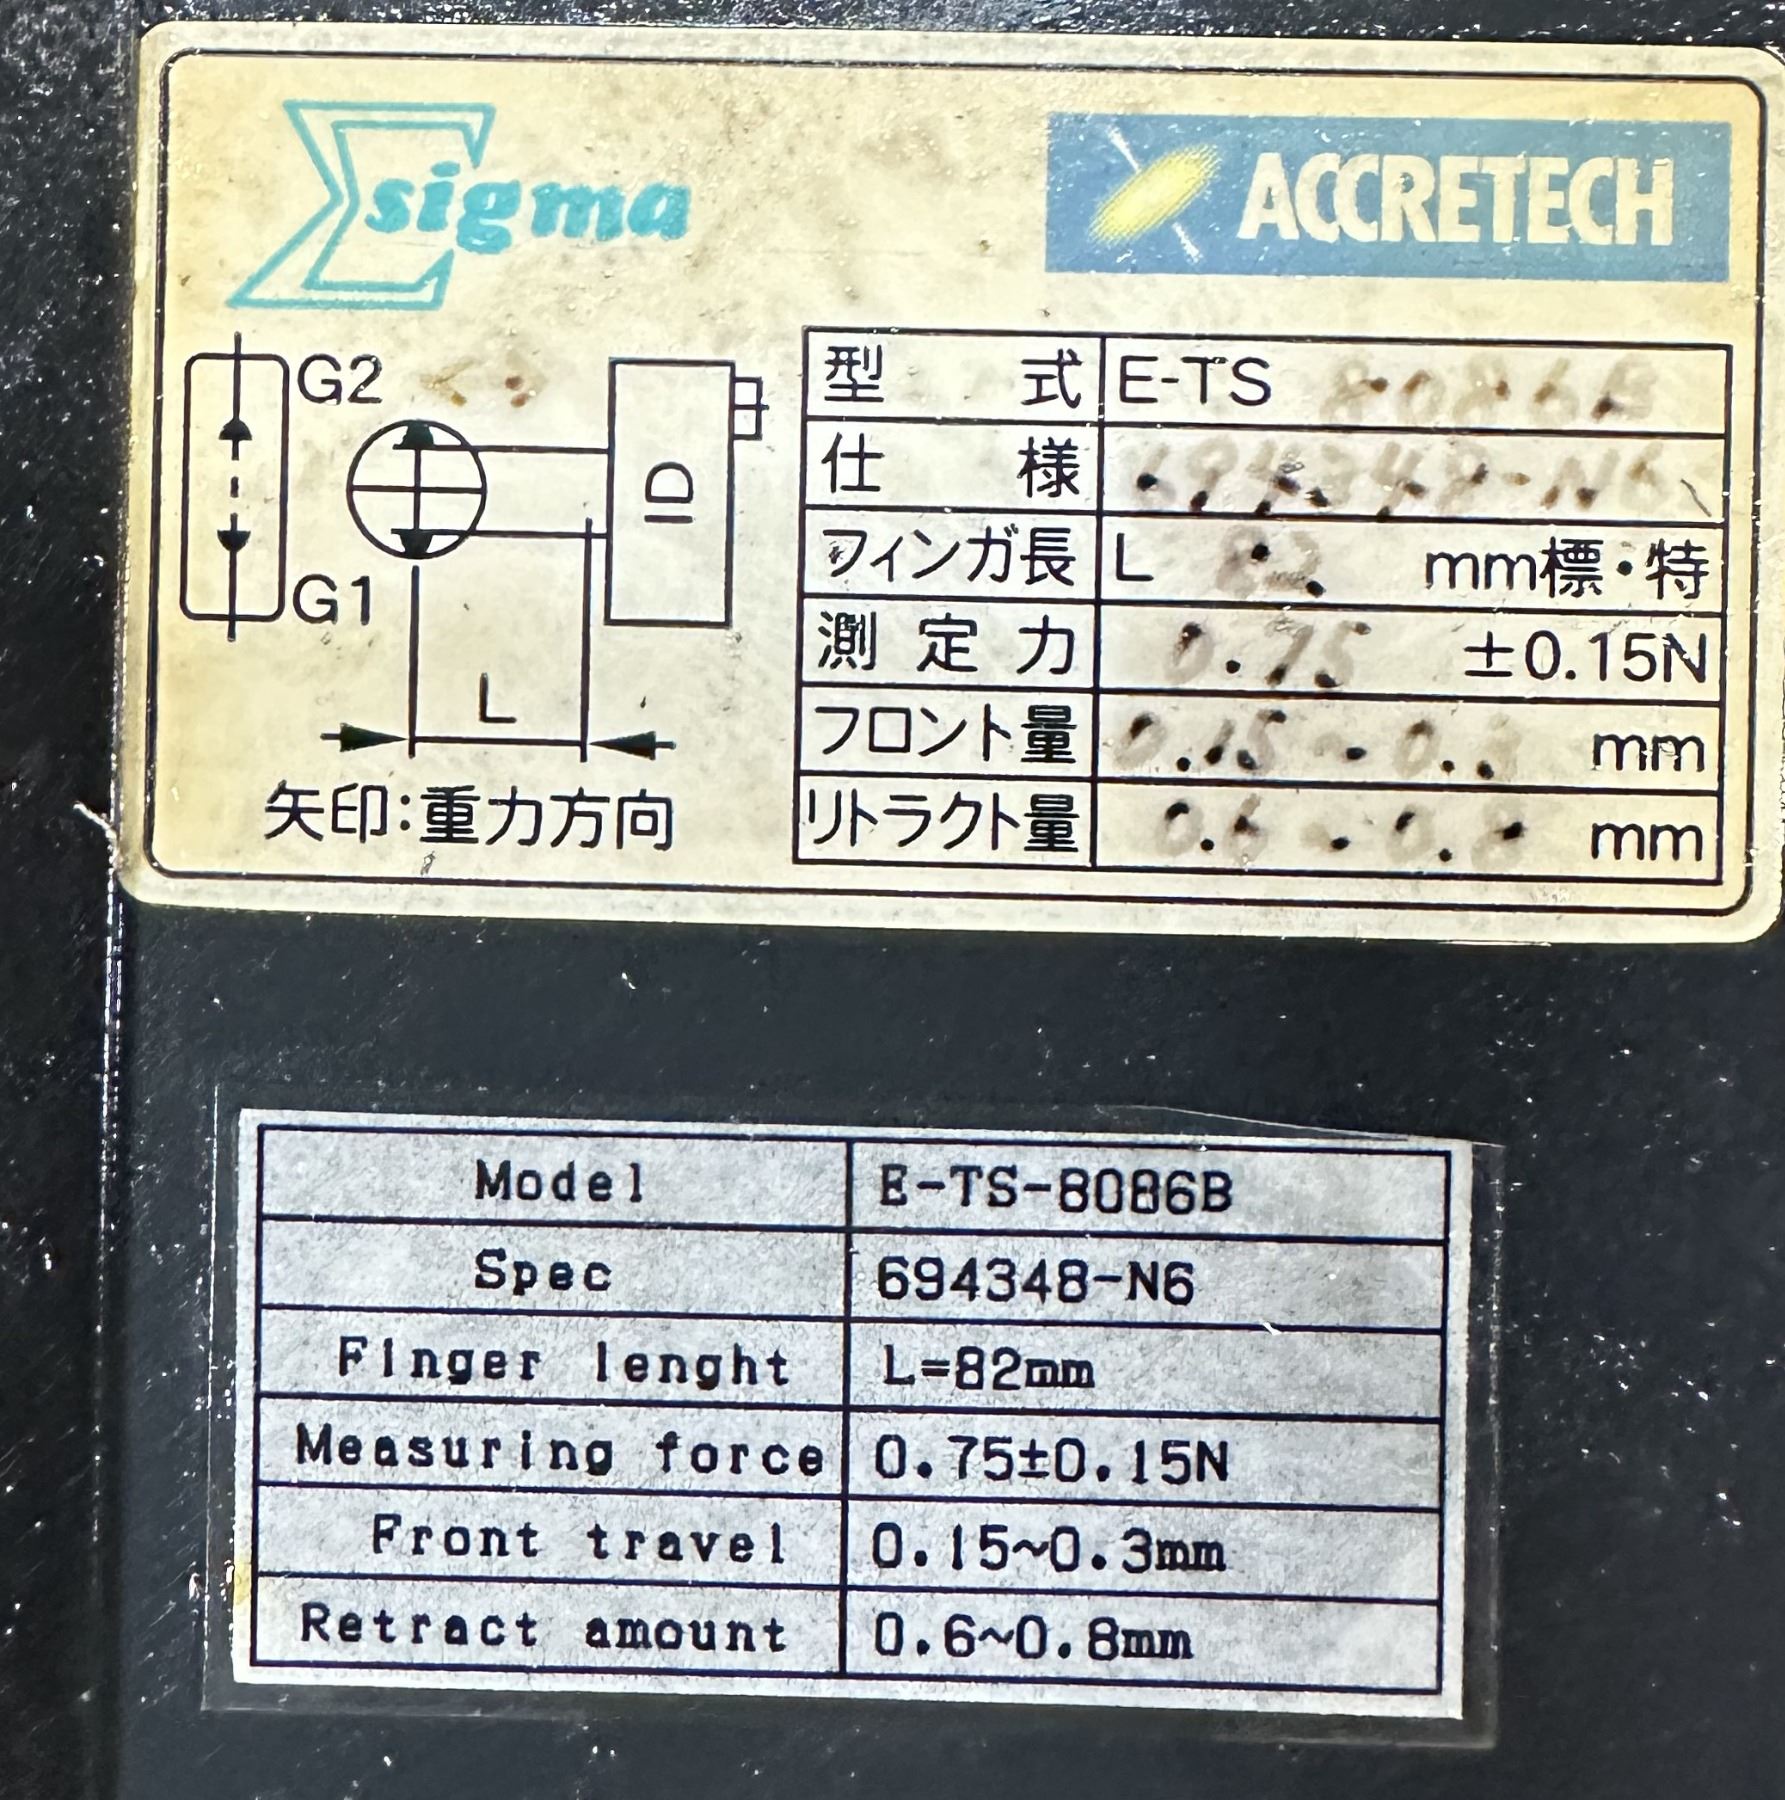 sigma
ACCRETECH
G2
G1
ID
L
矢印:重力方向
型式 E-TS 8086B
仕様 694348-N6
フィンガ長 L 82 mm標・特
測定力 0.75 ±0.15N
フロント量 0.15~0.3 mm
リトラクト量 0.6~0.8 mm
Model E-TS-8086B
Spec 694348-N6
Finger lenght L=82mm
Measuring force 0.75±0.15N
Front travel 0.15~0.3mm
Retract amount 0.6~0.8mm